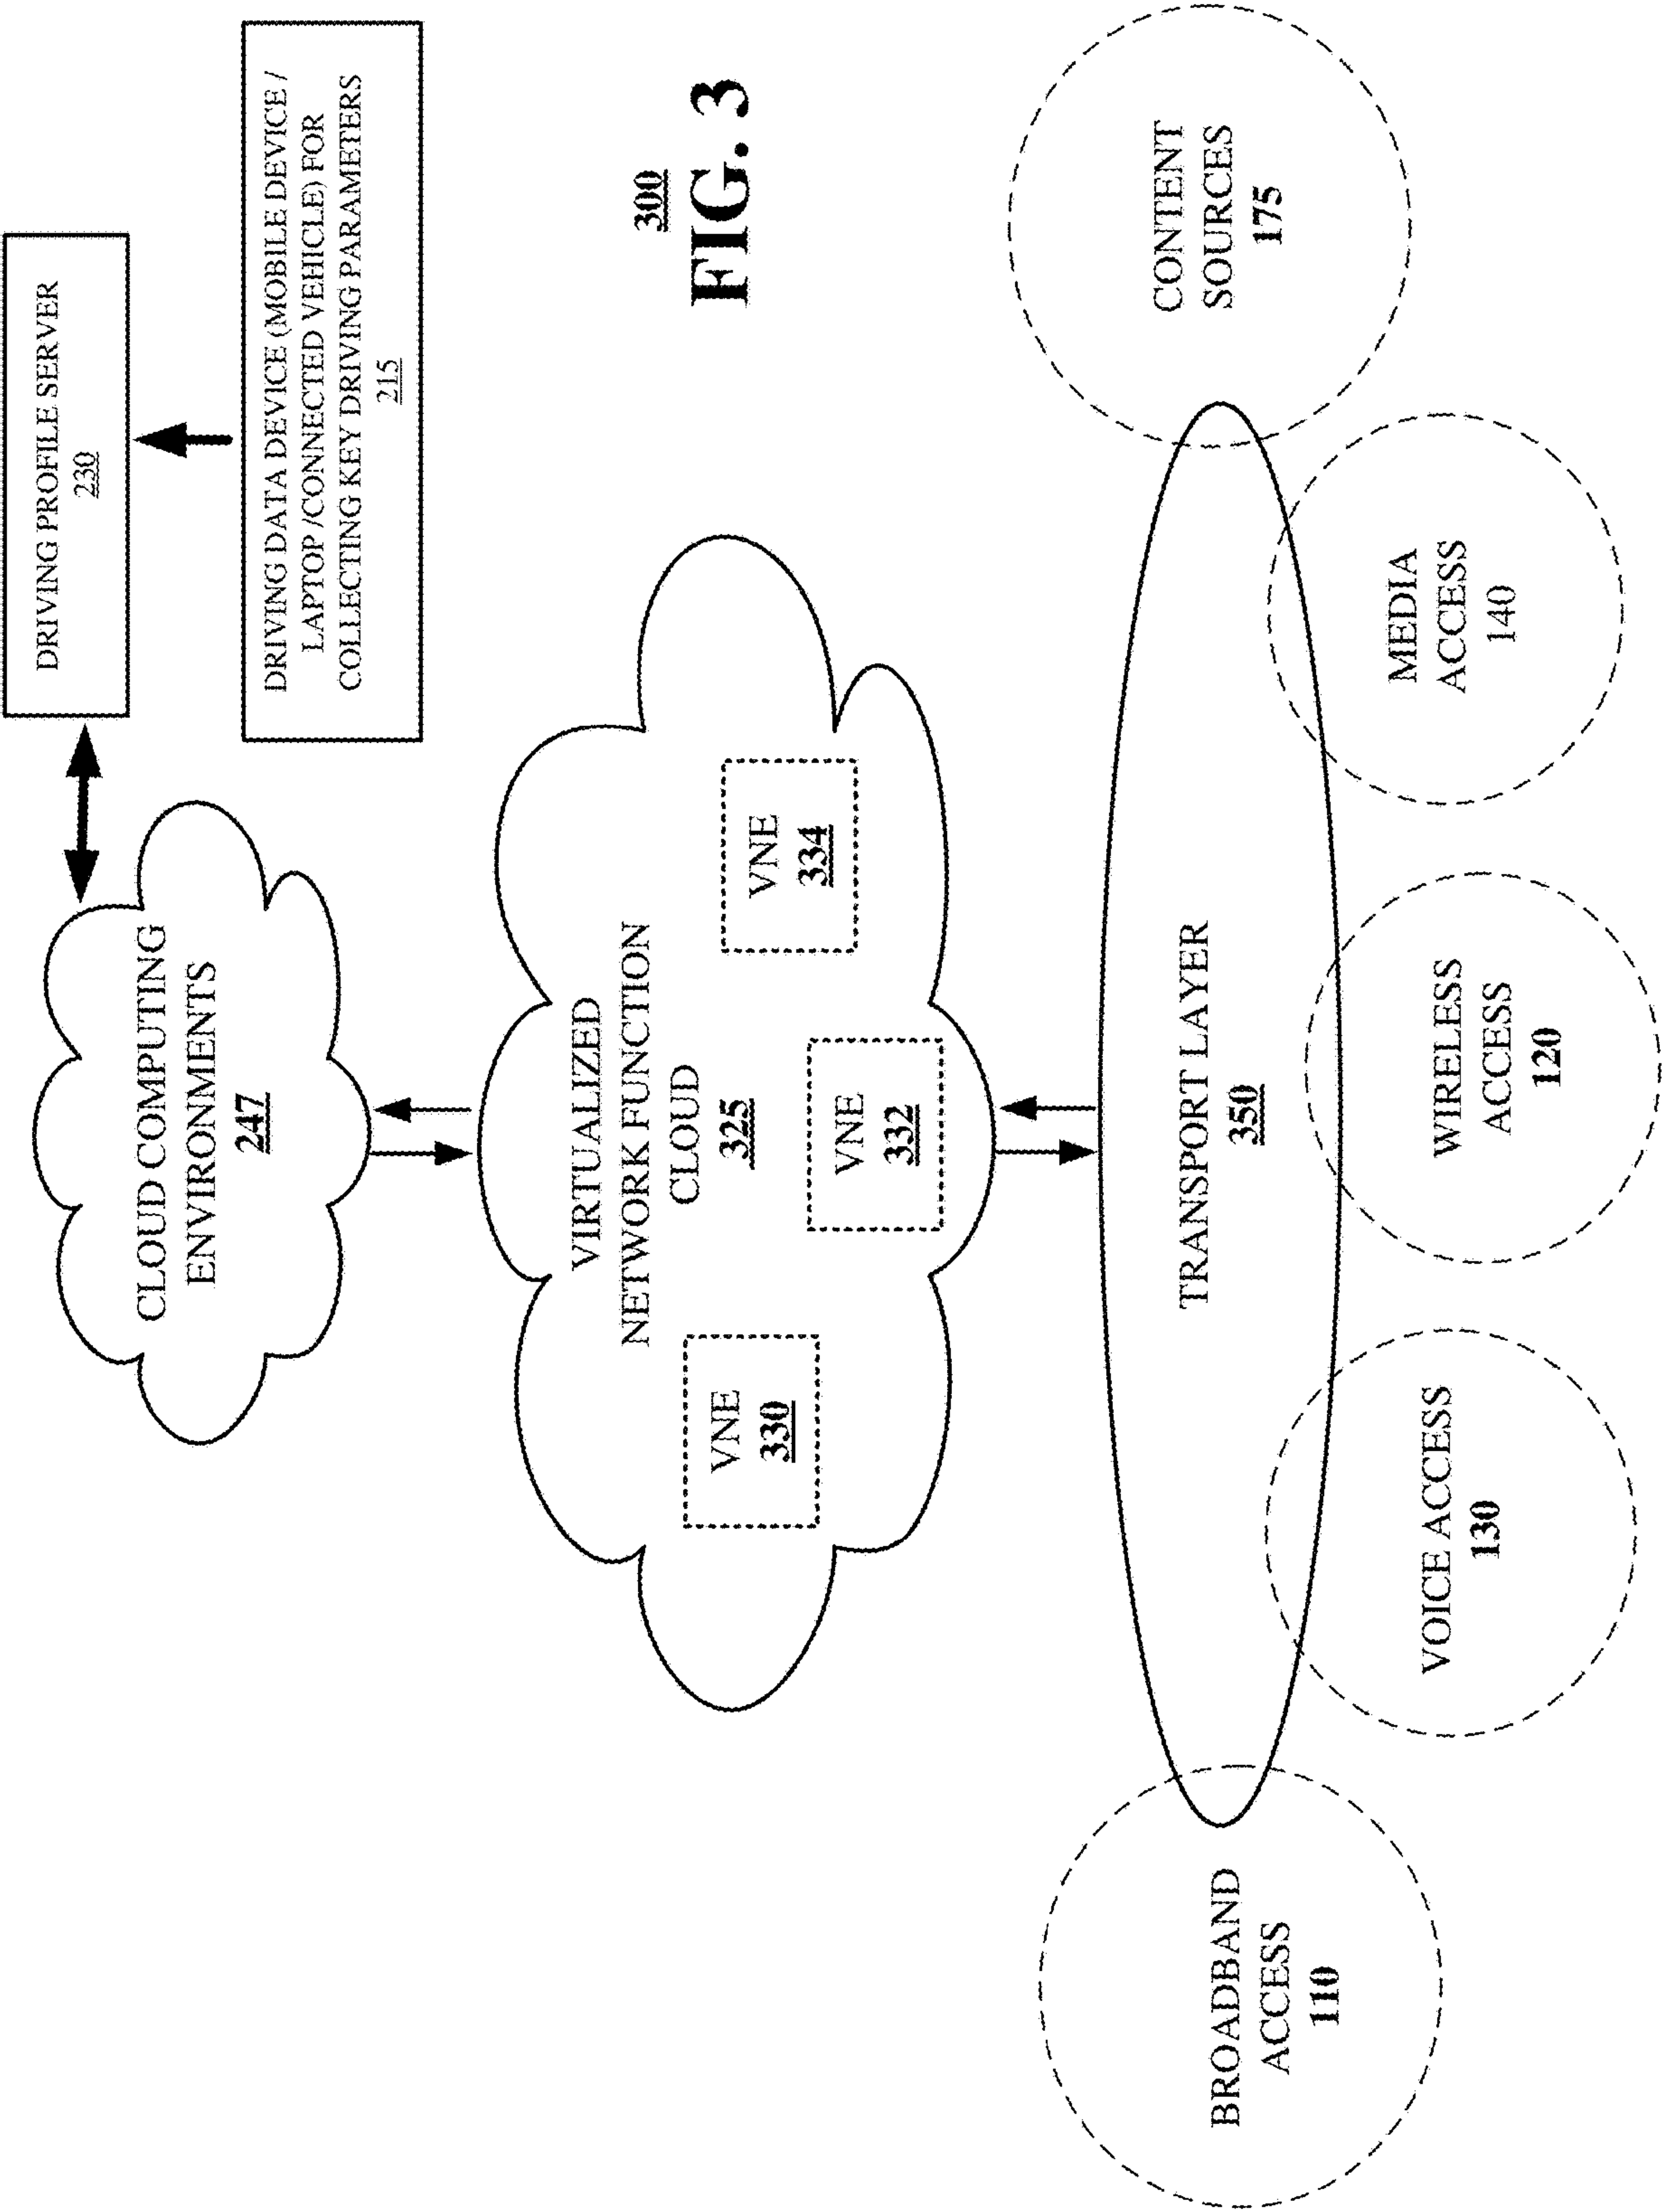 DRIVING PROFILE SERVER
230
DRIVING DATA DEVICE (MOBILE DEVICE /
LAPTOP /CONNECTED VEHICLE) FOR
COLLECTING KEY DRIVING PARAMETERS
215
CLOUD COMPUTING
ENVIRONMENTS
247
VIRTUALIZED
NETWORK FUNCTION
CLOUD
325
VNE
330
VNE
332
VNE
334
300
FIG. 3
TRANSPORT LAYER
350
BROADBAND
ACCESS
110
VOICE ACCESS
130
WIRELESS
ACCESS
120
MEDIA
ACCESS
140
CONTENT
SOURCES
175